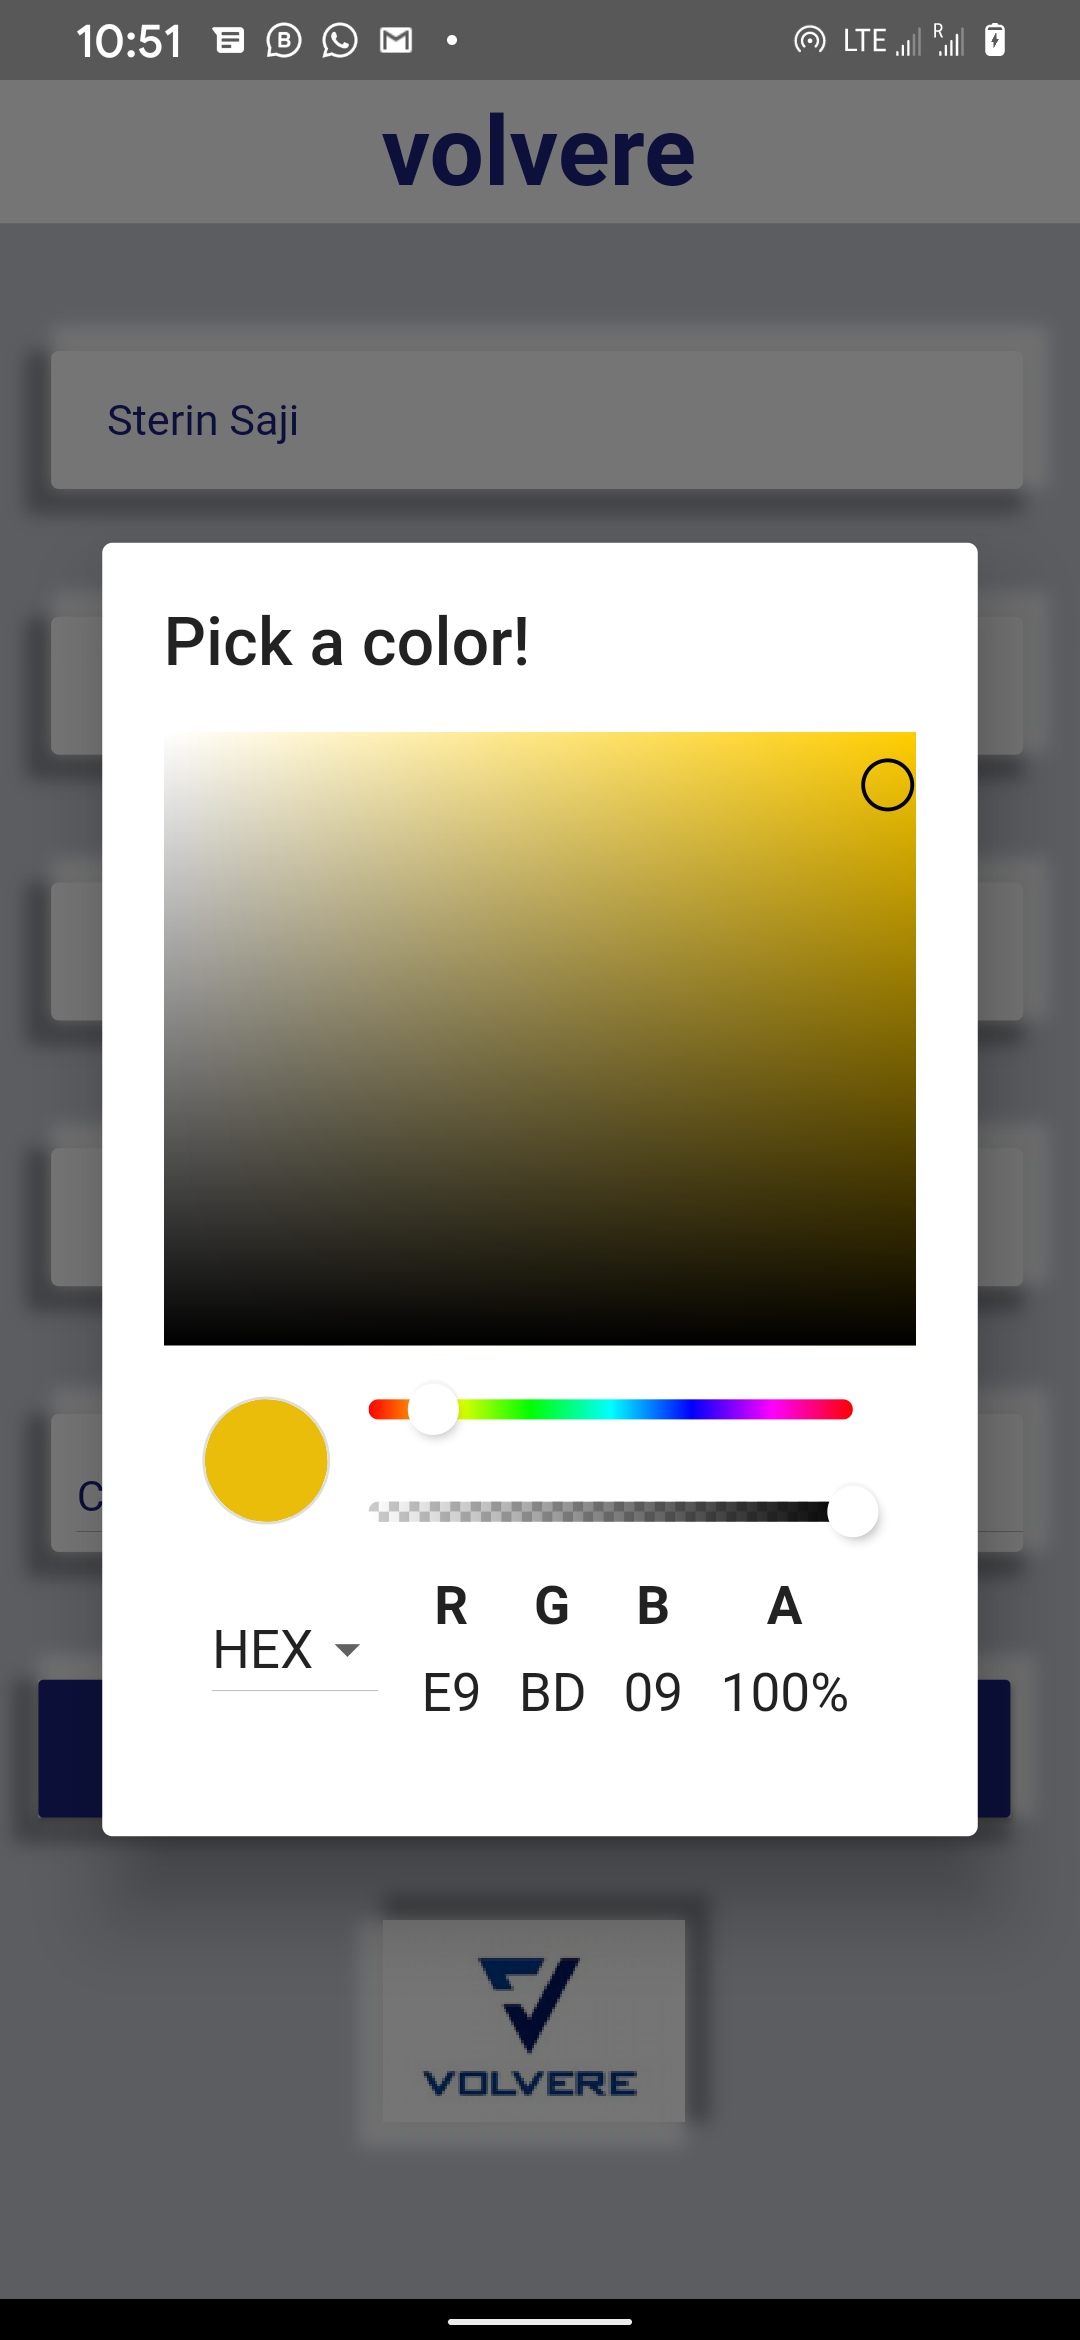 10:51 LTE R
volvere
Sterin Saji
Pick a color!
C
HEX
R G B A
E9 BD 09 100%
VOLVERE